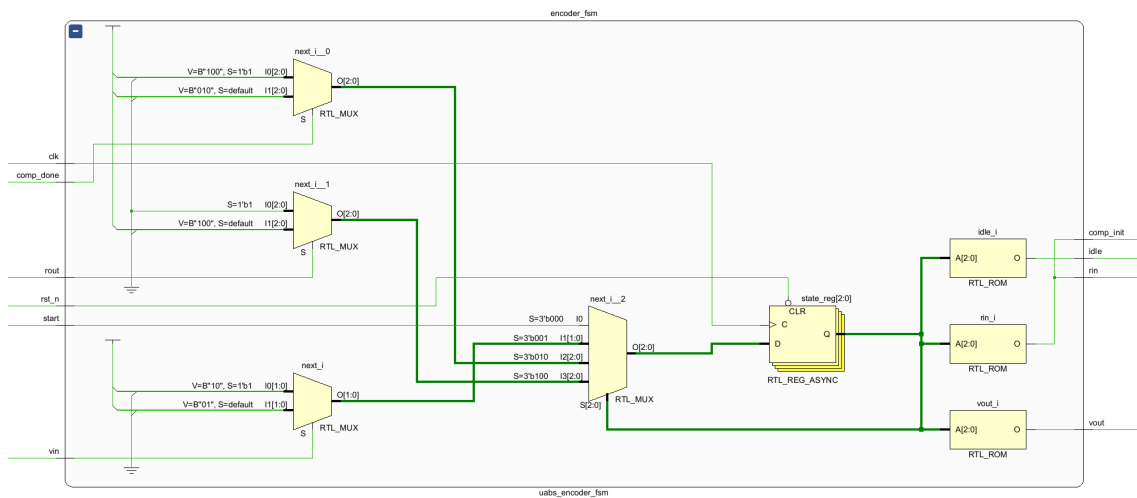 encoder_fsm
next_i__0
V=B"100", S=1'b1 I0[2:0]
O[2:0]
V=B"010", S=default I1[2:0]
S
RTL_MUX
clk
comp_done
next_i__1
S=1'b1 I0[2:0]
O[2:0]
V=B"100", S=default I1[2:0]
S
RTL_MUX
rout
rst_n
start
next_i__2
S=3'b000 I0
S=3'b001 I1[1:0]
O[2:0]
S=3'b010 I2[2:0]
S=3'b100 I3[2:0]
S[2:0]
RTL_MUX
state_reg[2:0]
CLR
C
Q
D
RTL_REG_ASYNC
next_i
V=B"10", S=1'b1 I0[1:0]
O[1:0]
V=B"01", S=default I1[1:0]
S
RTL_MUX
vin
idle_i
A[2:0] O
RTL_ROM
rin_i
A[2:0] O
RTL_ROM
vout_i
A[2:0] O
RTL_ROM
comp_init
idle
rin
vout
uabs_encoder_fsm